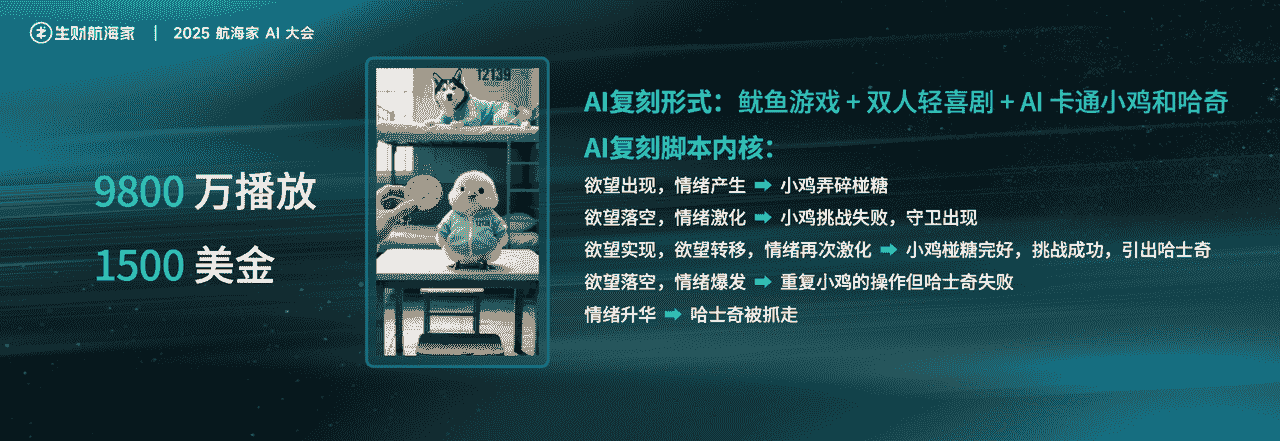 生财航海家 | 2025 航海家 AI 大会
12139
AI复刻形式：鱿鱼游戏 + 双人轻喜剧 + AI 卡通小鸡和哈奇
AI复刻脚本内核：
欲望出现，情绪产生 ➡ 小鸡弄碎椪糖
欲望落空，情绪激化 ➡ 小鸡挑战失败，守卫出现
欲望实现，欲望转移，情绪再次激化 ➡ 小鸡椪糖完好，挑战成功，引出哈士奇
欲望落空，情绪爆发 ➡ 重复小鸡的操作但哈士奇失败
情绪升华 ➡ 哈士奇被抓走
9800 万播放
1500 美金